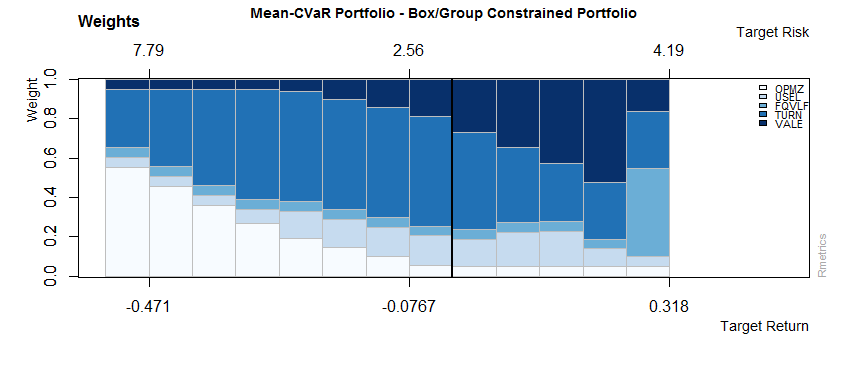 Mean-CVaR Portfolio - Box/Group Constrained Portfolio
Weights
Target Risk
7.79 2.56 4.19
Weight
1.0
0.8
0.6
0.4
0.2
0.0
OPMZ
USEL
FQVLF
TURN
VALE
Rmetrics
-0.471 -0.0767 0.318
Target Return